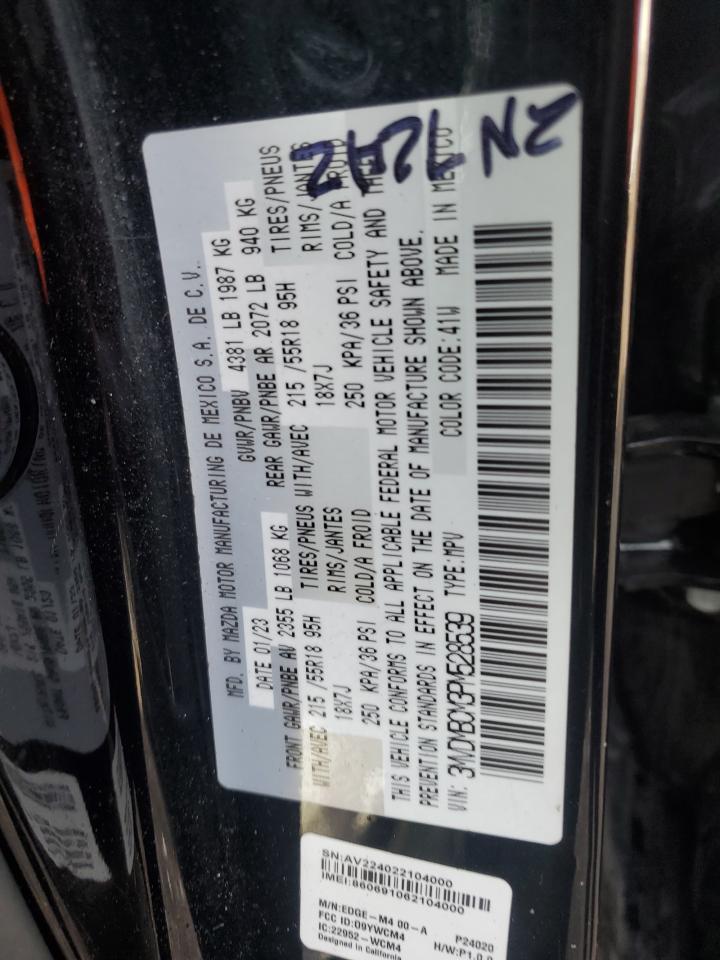 MFD. BY MAZDA MOTOR MANUFACTURING DE MEXICO S.A. DE C.V.
DATE 01/23 GVWR/PNBV 4381 LB 1987 KG
FRONT GAWR/PNBE AV 2355 LB 1068 KG REAR GAWR/PNBE AR 2072 LB 940 KG
WITH/AVEC 215 /55R18 95H TIRES/PNEUS WITH/AVEC 215 /55R18 95H TIRES/PNEUS
18X7J RIMS/JANTES 18X7J RIMS/JANTES
250 KPA/36 PSI COLD/A FROID 250 KPA/36 PSI COLD/A FROID
THIS VEHICLE CONFORMS TO ALL APPLICABLE FEDERAL MOTOR VEHICLE SAFETY AND THEFT
PREVENTION STANDARDS IN EFFECT ON THE DATE OF MANUFACTURE SHOWN ABOVE.
VIN: 3MVDMBCM3PM528539 TYPE:MPV COLOR CODE:41W MADE IN MEXICO
NY
SN:AV224022104000
IMEI:860691062104000
M/N:EDGE-M4 00-A P24020
FCC ID:O9YWCM4 H/W:P1.0.0
IC:22952-WCM4
Designed in California